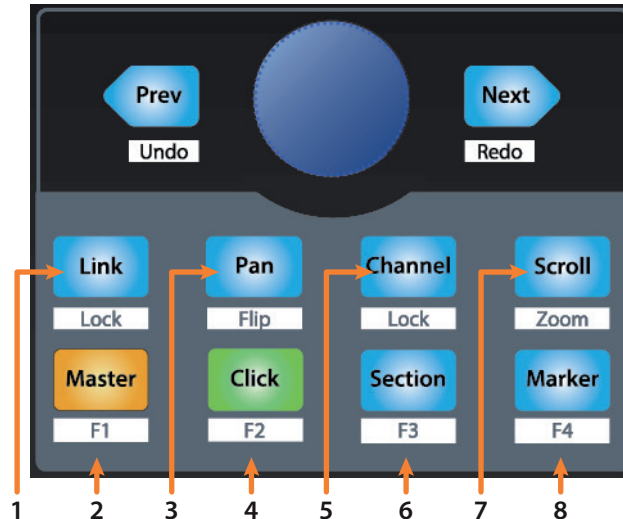 Prev Next
Undo Redo
Link Pan Channel Scroll
Lock Flip Lock Zoom
Master Click Section Marker
F1 F2 F3 F4
1 2 3 4 5 6 7 8